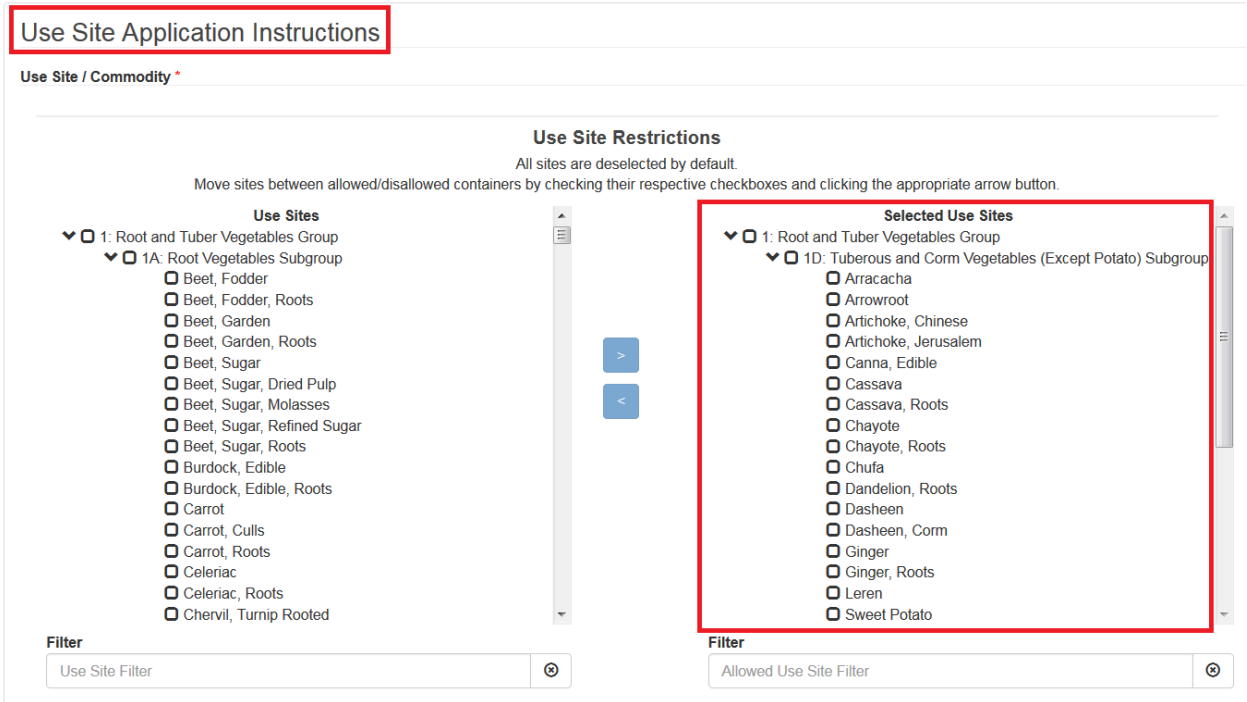 Use Site Application Instructions
Use Site / Commodity *
Use Site Restrictions
All sites are deselected by default.
Move sites between allowed/disallowed containers by checking their respective checkboxes and clicking the appropriate arrow button.
Use Sites
1: Root and Tuber Vegetables Group
1A: Root Vegetables Subgroup
Beet, Fodder
Beet, Fodder, Roots
Beet, Garden
Beet, Garden, Roots
Beet, Sugar
Beet, Sugar, Dried Pulp
Beet, Sugar, Molasses
Beet, Sugar, Refined Sugar
Beet, Sugar, Roots
Burdock, Edible
Burdock, Edible, Roots
Carrot
Carrot, Culls
Carrot, Roots
Celeriac
Celeriac, Roots
Chervil, Turnip Rooted
Filter
Use Site Filter
>
<
Selected Use Sites
1: Root and Tuber Vegetables Group
1D: Tuberous and Corm Vegetables (Except Potato) Subgroup
Arracacha
Arrowroot
Artichoke, Chinese
Artichoke, Jerusalem
Canna, Edible
Cassava
Cassava, Roots
Chayote
Chayote, Roots
Chufa
Dandelion, Roots
Dasheen
Dasheen, Corm
Ginger
Ginger, Roots
Leren
Sweet Potato
Filter
Allowed Use Site Filter